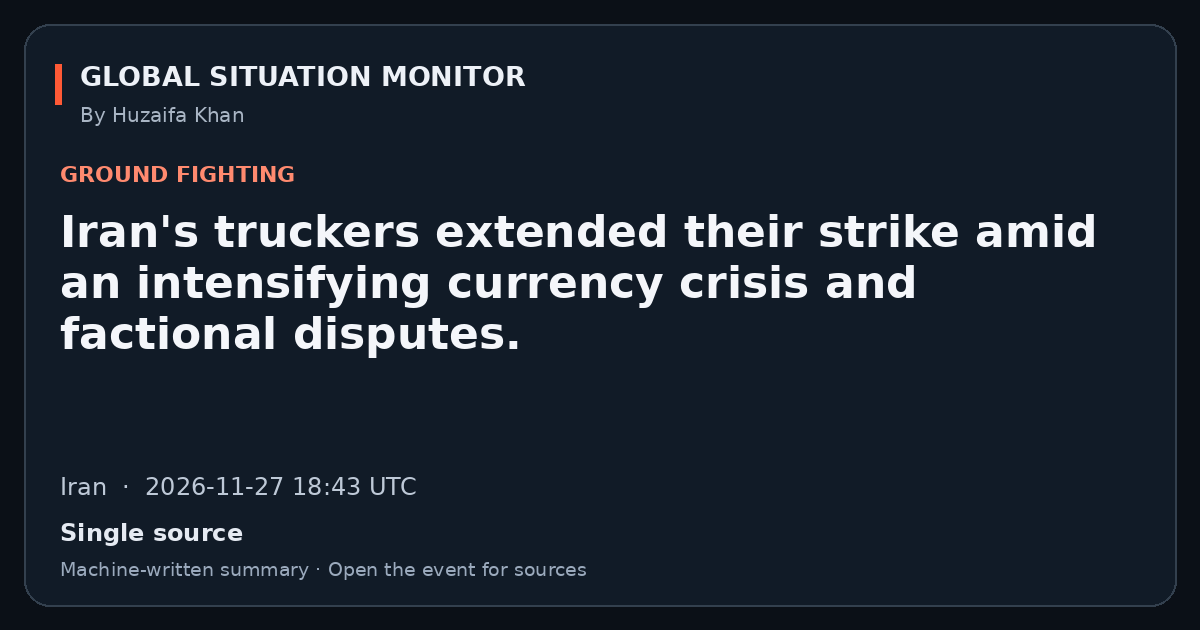 GLOBAL SITUATION MONITOR
By Huzaifa Khan
GROUND FIGHTING
Iran's truckers extended their strike amid
an intensifying currency crisis and
factional disputes.
Iran · 2026-11-27 18:43 UTC
Single source
Machine-written summary · Open the event for sources